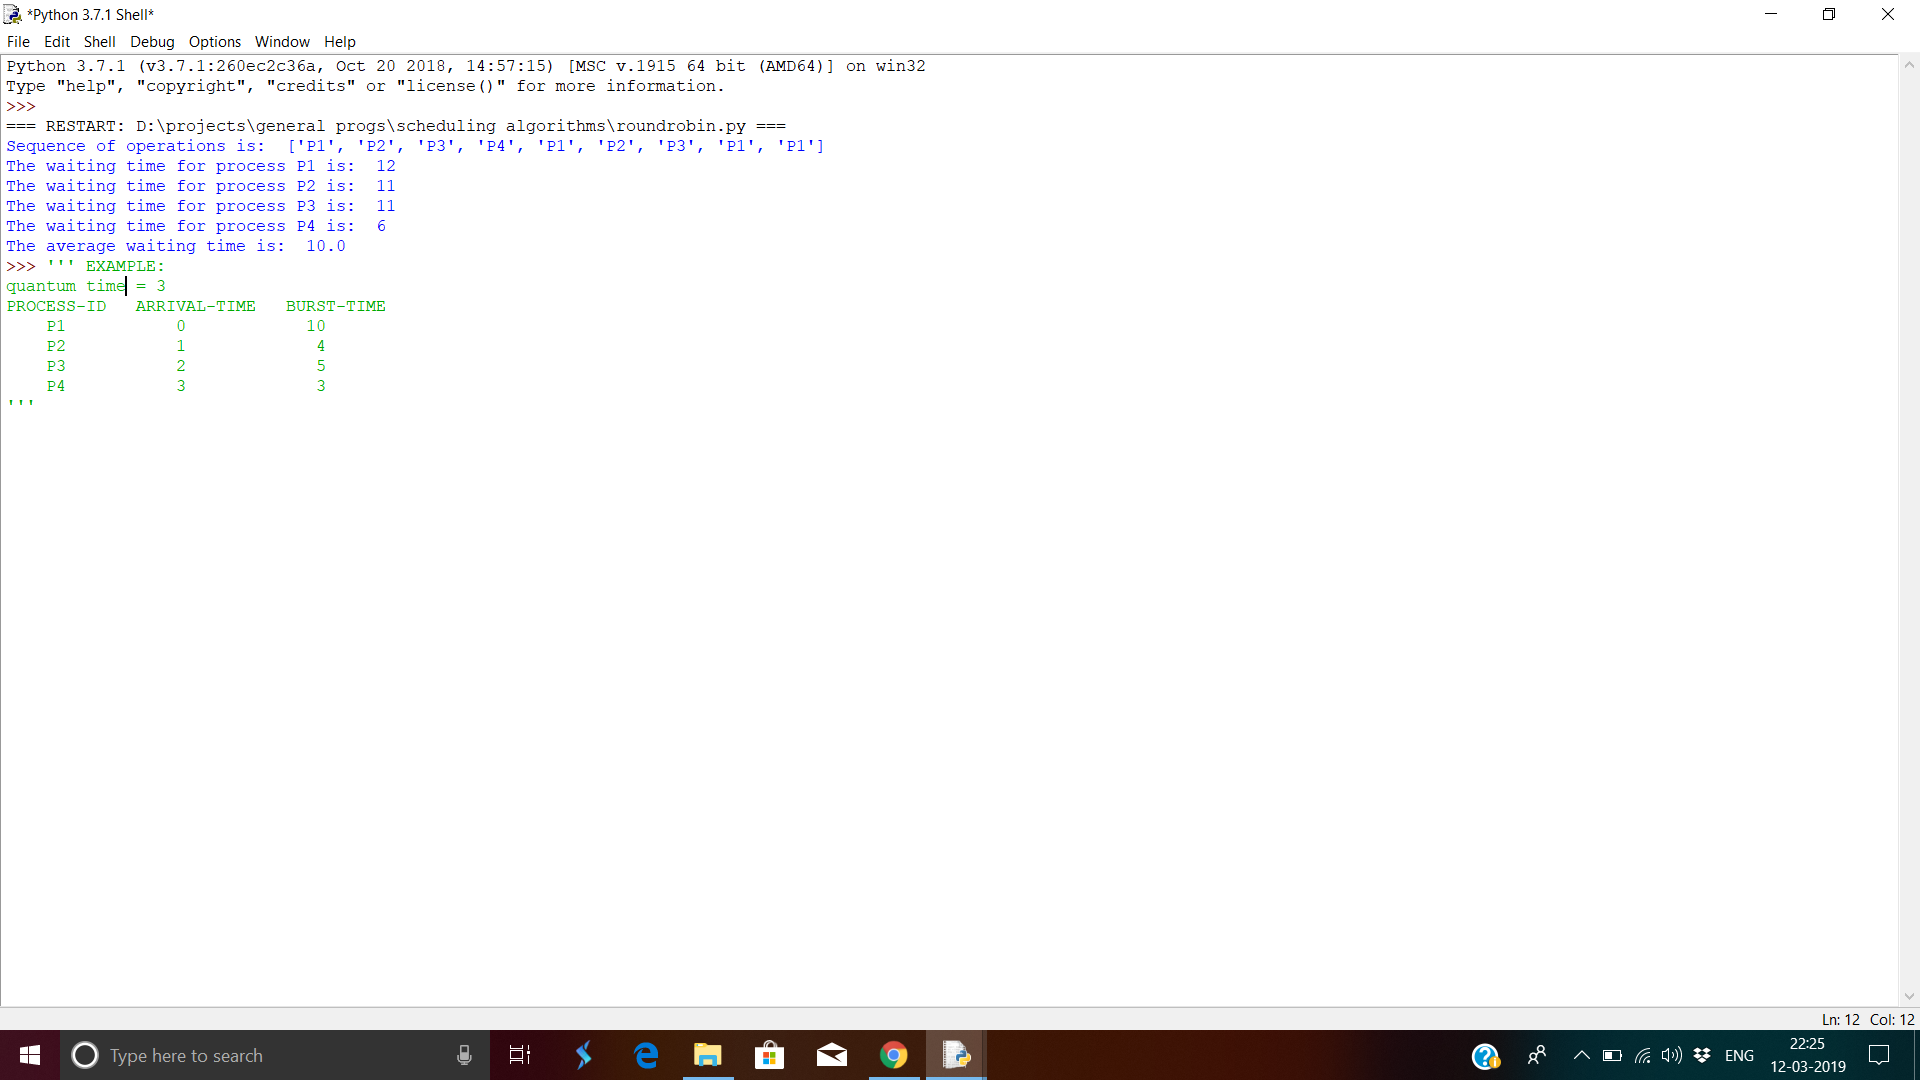 *Python 3.7.1 Shell*
File Edit Shell Debug Options Window Help
Python 3.7.1 (v3.7.1:260ec2c36a, Oct 20 2018, 14:57:15) [MSC v.1915 64 bit (AMD64)] on win32
Type "help", "copyright", "credits" or "license()" for more information.
>>>
=== RESTART: D:\projects\general progs\scheduling algorithms\roundrobin.py ===
Sequence of operations is:  ['P1', 'P2', 'P3', 'P4', 'P1', 'P2', 'P3', 'P1', 'P1']
The waiting time for process P1 is:  12
The waiting time for process P2 is:  11
The waiting time for process P3 is:  11
The waiting time for process P4 is:  6
The average waiting time is:  10.0
>>> ''' EXAMPLE:
quantum time = 3
PROCESS-ID   ARRIVAL-TIME   BURST-TIME
P1 0 10
P2 1 4
P3 2 5
P4 3 3
'''
Ln: 12 Col: 12
Type here to search
ENG
22:25
12-03-2019